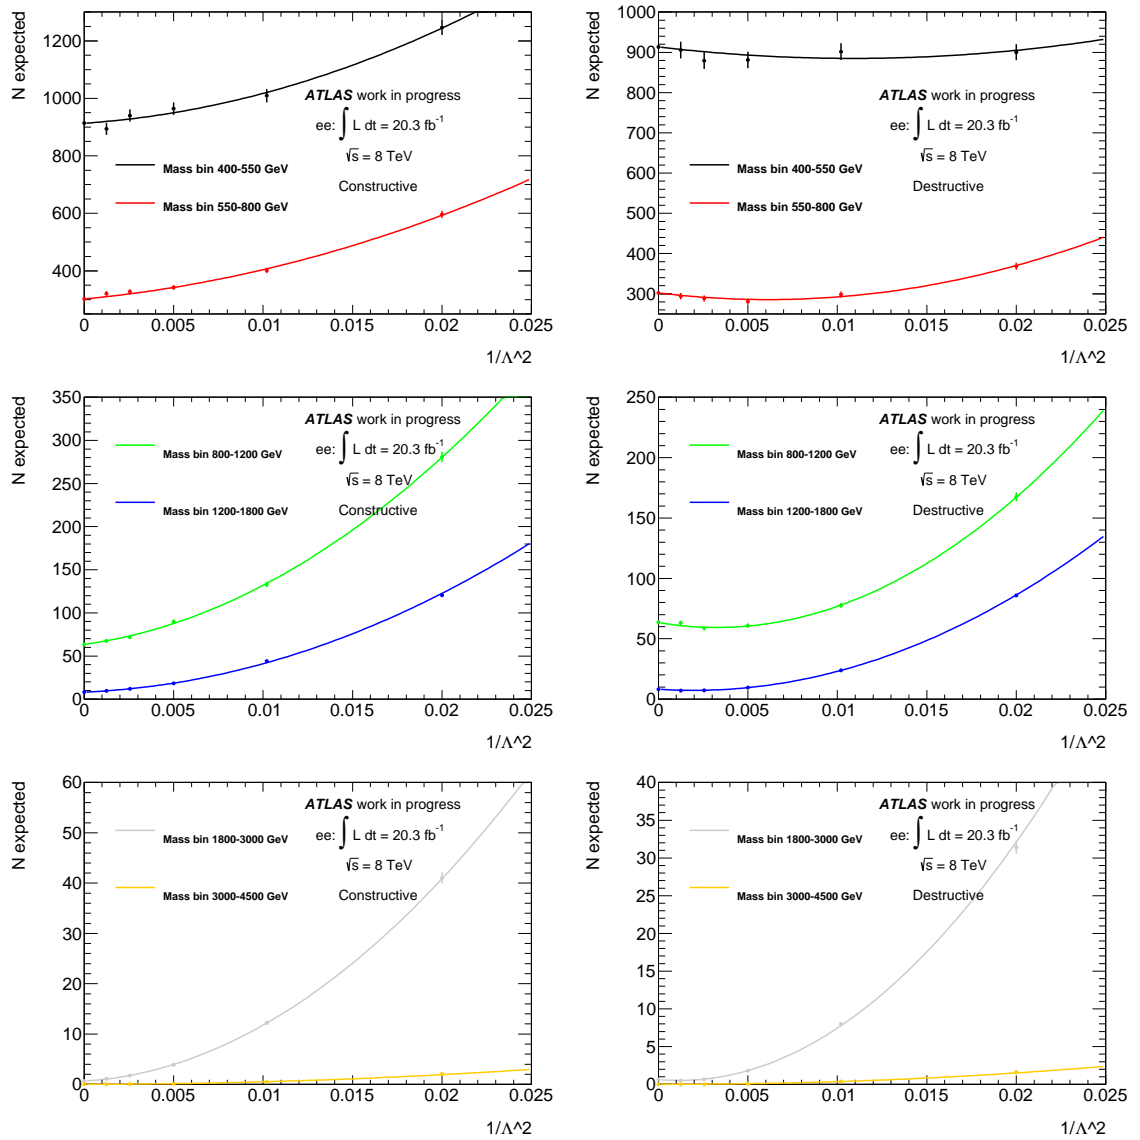 N expected
1200
1000
800
600
400
0 0.005 0.01 0.015 0.02 0.025
1/Λ^2
ATLAS work in progress
ee: ∫ L dt = 20.3 fb⁻¹
√s = 8 TeV
Constructive
Mass bin 400-550 GeV
Mass bin 550-800 GeV
N expected
1000
900
800
700
600
500
400
300
0 0.005 0.01 0.015 0.02 0.025
1/Λ^2
ATLAS work in progress
ee: ∫ L dt = 20.3 fb⁻¹
√s = 8 TeV
Destructive
Mass bin 400-550 GeV
Mass bin 550-800 GeV
N expected
350
300
250
200
150
100
50
0
0 0.005 0.01 0.015 0.02 0.025
1/Λ^2
ATLAS work in progress
ee: ∫ L dt = 20.3 fb⁻¹
√s = 8 TeV
Constructive
Mass bin 800-1200 GeV
Mass bin 1200-1800 GeV
N expected
250
200
150
100
50
0
0 0.005 0.01 0.015 0.02 0.025
1/Λ^2
ATLAS work in progress
ee: ∫ L dt = 20.3 fb⁻¹
√s = 8 TeV
Destructive
Mass bin 800-1200 GeV
Mass bin 1200-1800 GeV
N expected
60
50
40
30
20
10
0
0 0.005 0.01 0.015 0.02 0.025
1/Λ^2
ATLAS work in progress
ee: ∫ L dt = 20.3 fb⁻¹
√s = 8 TeV
Constructive
Mass bin 1800-3000 GeV
Mass bin 3000-4500 GeV
N expected
40
35
30
25
20
15
10
5
0
0 0.005 0.01 0.015 0.02 0.025
1/Λ^2
ATLAS work in progress
ee: ∫ L dt = 20.3 fb⁻¹
√s = 8 TeV
Destructive
Mass bin 1800-3000 GeV
Mass bin 3000-4500 GeV